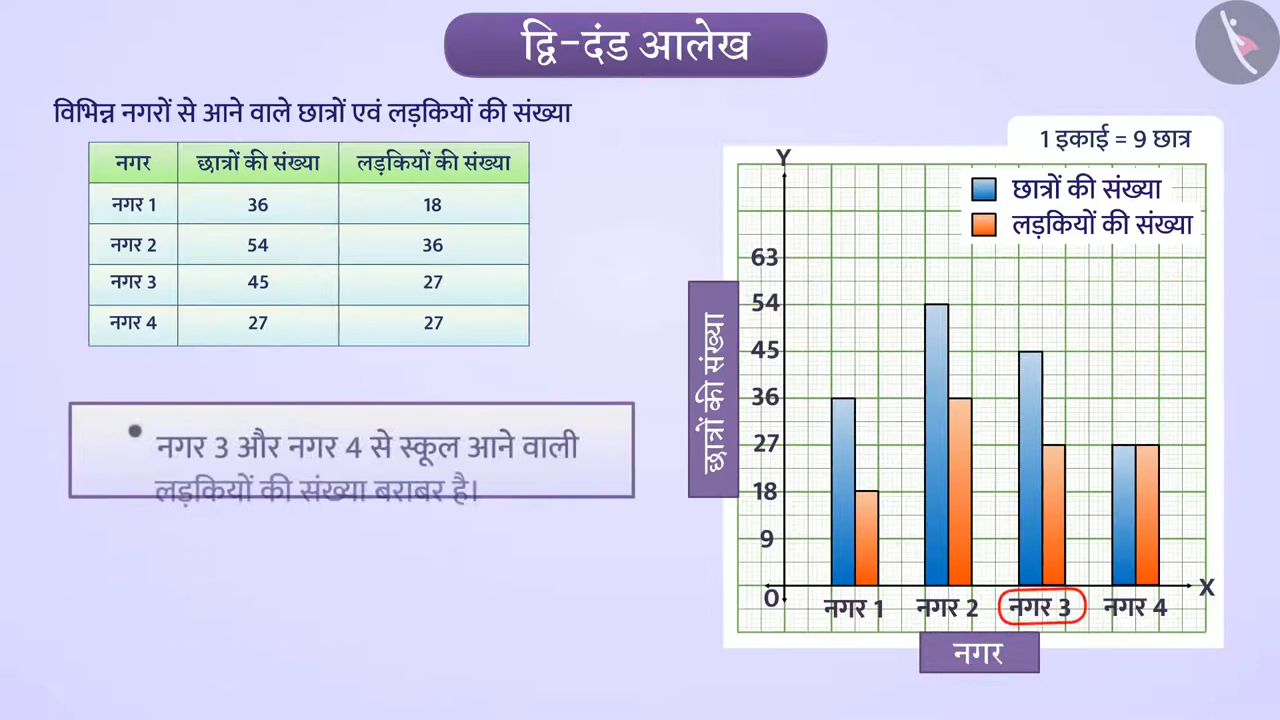 द्वि-दंड आलेख
विभिन्न नगरों से आने वाले छात्रों एवं लड़कियों की संख्या
नगर छात्रों की संख्या लड़कियों की संख्या
नगर 1 36 18
नगर 2 54 36
नगर 3 45 27
नगर 4 27 27
नगर 3 और नगर 4 से स्कूल आने वाली
लड़कियों की संख्या बराबर है।
1 इकाई = 9 छात्र
Y
छात्रों की संख्या
लड़कियों की संख्या
63
54
45
36
27
18
9
0
X
छात्रों की संख्या
नगर 1 नगर 2 नगर 3 नगर 4
नगर